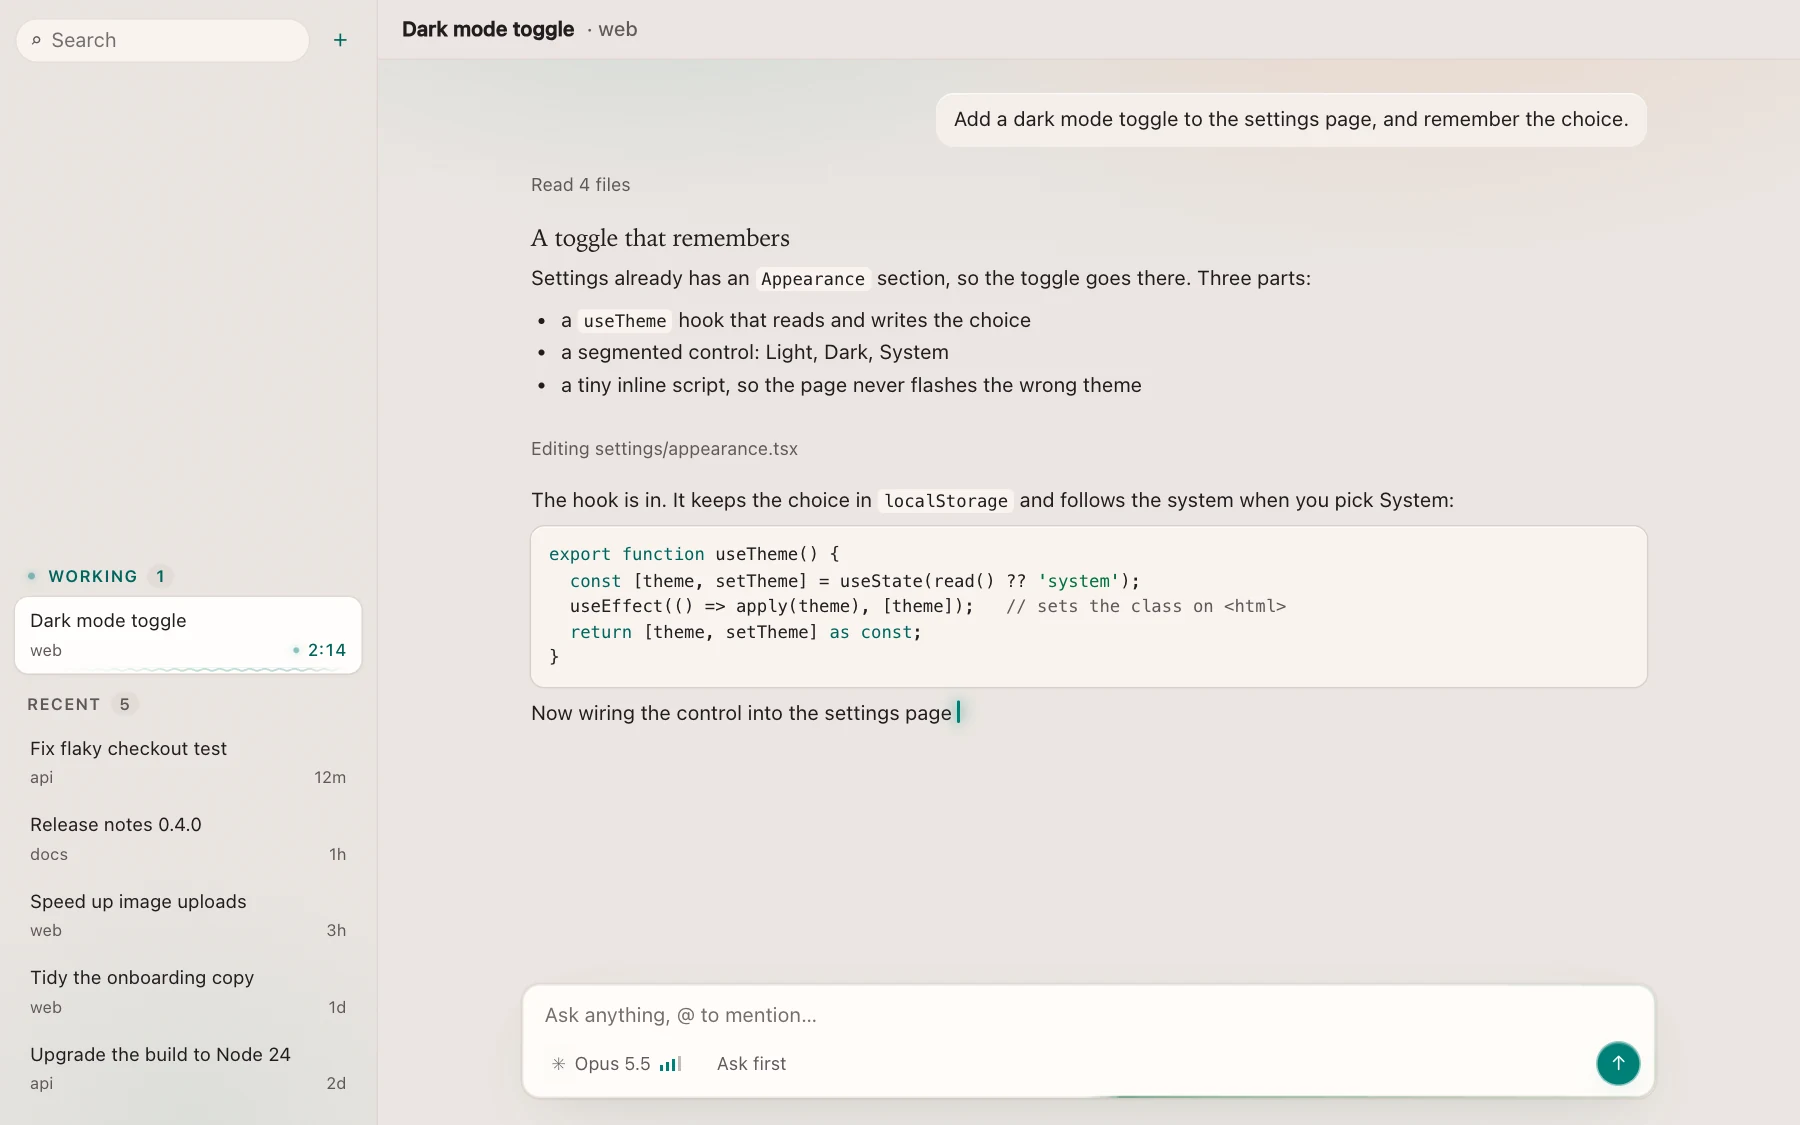 Search
+
WORKING 1
Dark mode toggle
web
2:14
RECENT 5
Fix flaky checkout test
api
12m
Release notes 0.4.0
docs
1h
Speed up image uploads
web
3h
Tidy the onboarding copy
web
1d
Upgrade the build to Node 24
api
2d
Dark mode toggle · web
Add a dark mode toggle to the settings page, and remember the choice.
Read 4 files
A toggle that remembers
Settings already has an Appearance section, so the toggle goes there. Three parts:
• a useTheme hook that reads and writes the choice
• a segmented control: Light, Dark, System
• a tiny inline script, so the page never flashes the wrong theme
Editing settings/appearance.tsx
The hook is in. It keeps the choice in localStorage and follows the system when you pick System:
export function useTheme() {
  const [theme, setTheme] = useState(read() ?? 'system');
  useEffect(() => apply(theme), [theme]);   // sets the class on <html>
  return [theme, setTheme] as const;
}
Now wiring the control into the settings page
Ask anything, @ to mention...
Opus 5.5
Ask first